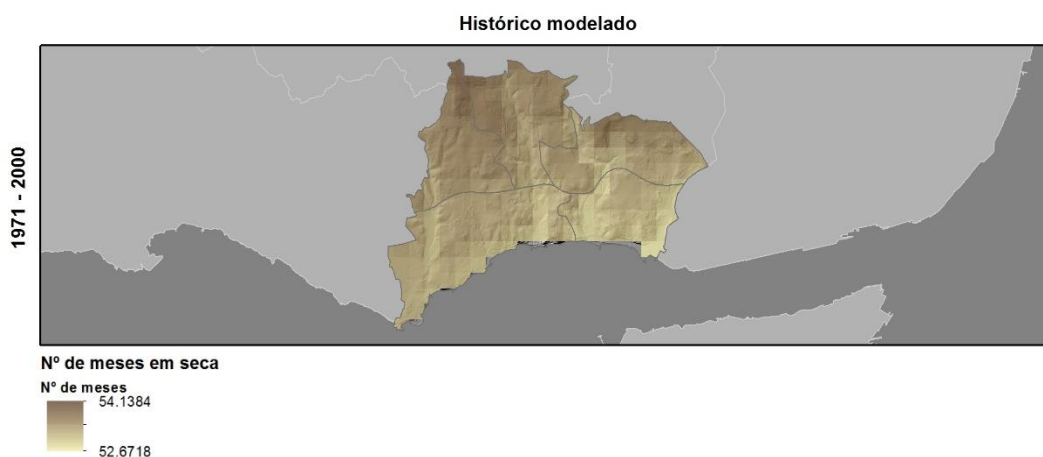 Histórico modelado
1971 - 2000
Nº de meses em seca
Nº de meses
54.1384
52.6718